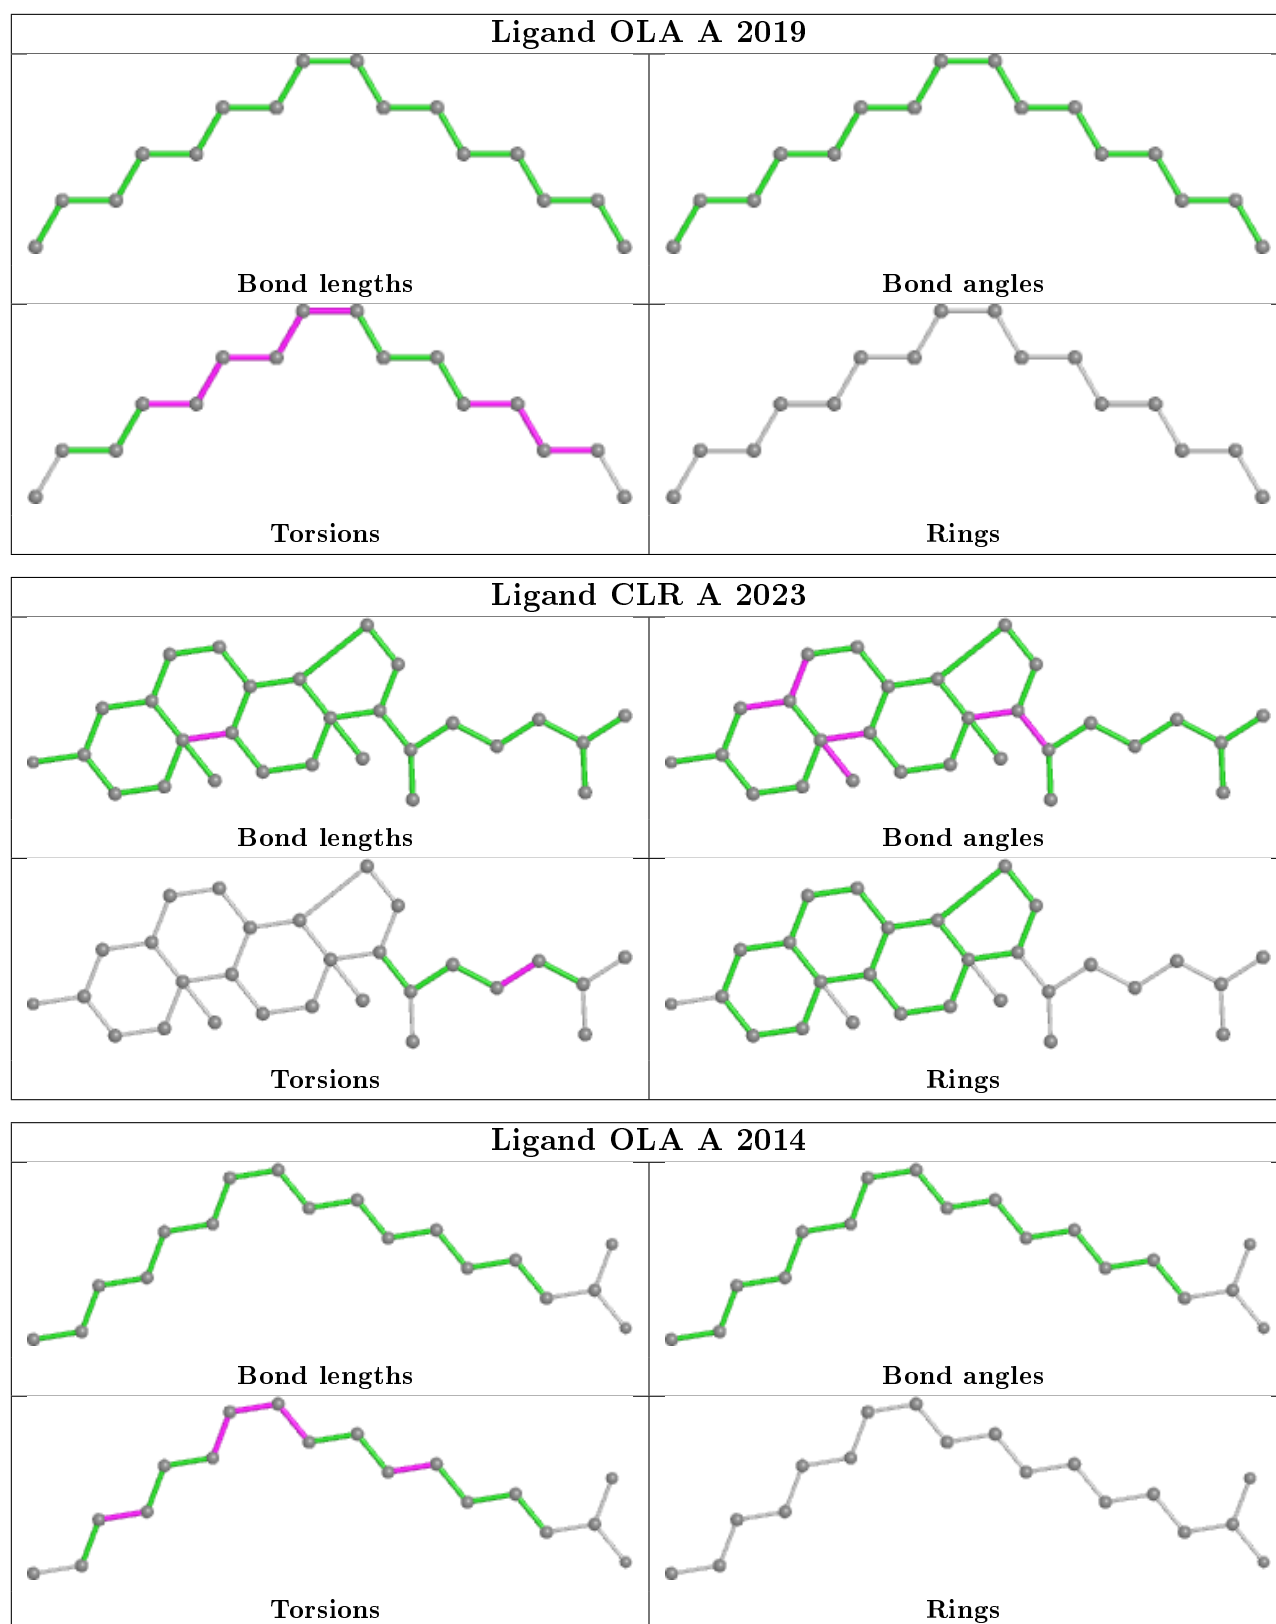 Ligand OLA A 2019
Bond lengths
Bond angles
Torsions
Rings
Ligand CLR A 2023
Bond lengths
Bond angles
Torsions
Rings
Ligand OLA A 2014
Bond lengths
Bond angles
Torsions
Rings